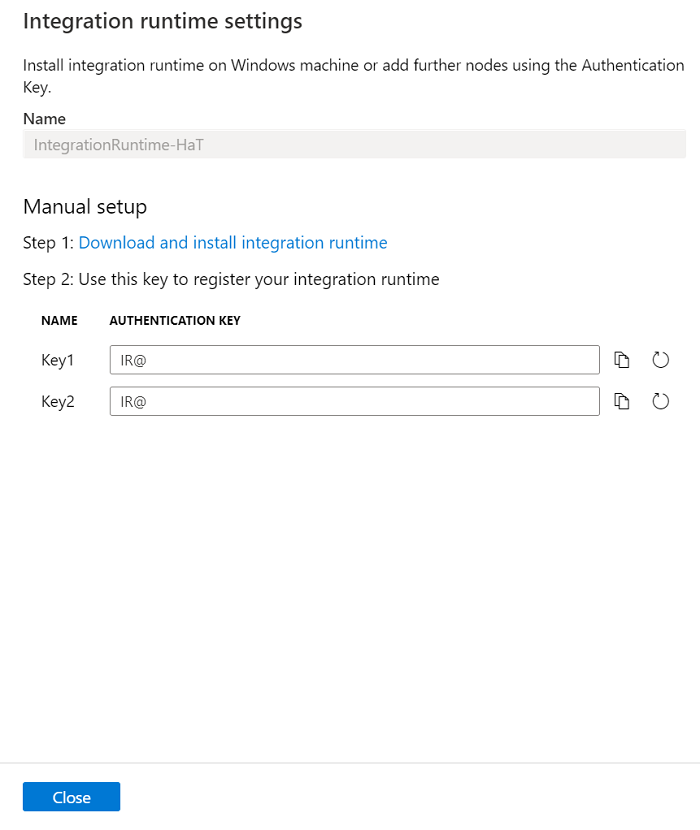 Integration runtime settings
Install integration runtime on Windows machine or add further nodes using the Authentication
Key.
Name
IntegrationRuntime-HaT
Manual setup
Step 1: Download and install integration runtime
Step 2: Use this key to register your integration runtime
NAME AUTHENTICATION KEY
Key1 IR@
Key2 IR@
Close